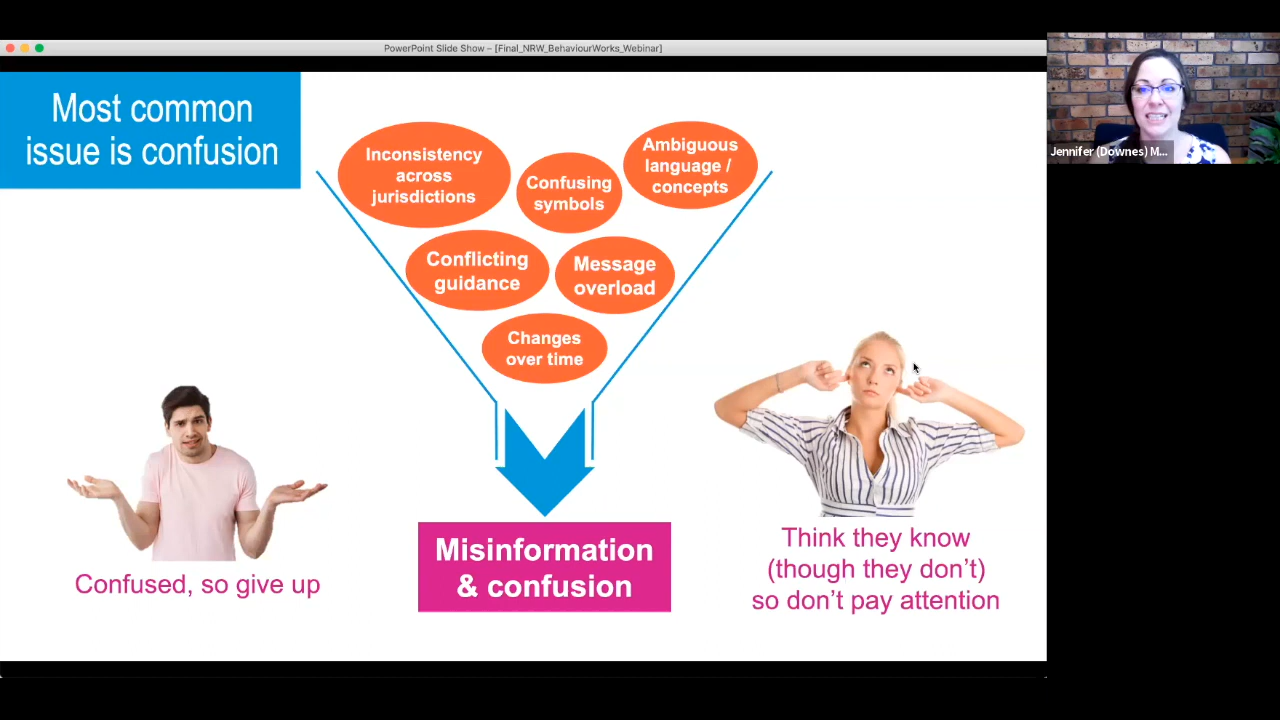 PowerPoint Slide Show – [Final_NRW_BehaviourWorks_Webinar]
Most common
issue is confusion
Inconsistency
across
jurisdictions
Confusing
symbols
Ambiguous
language /
concepts
Conflicting
guidance
Message
overload
Changes
over time
Misinformation
& confusion
Confused, so give up
Think they know
(though they don't)
so don't pay attention
Jennifer (Downes) M...